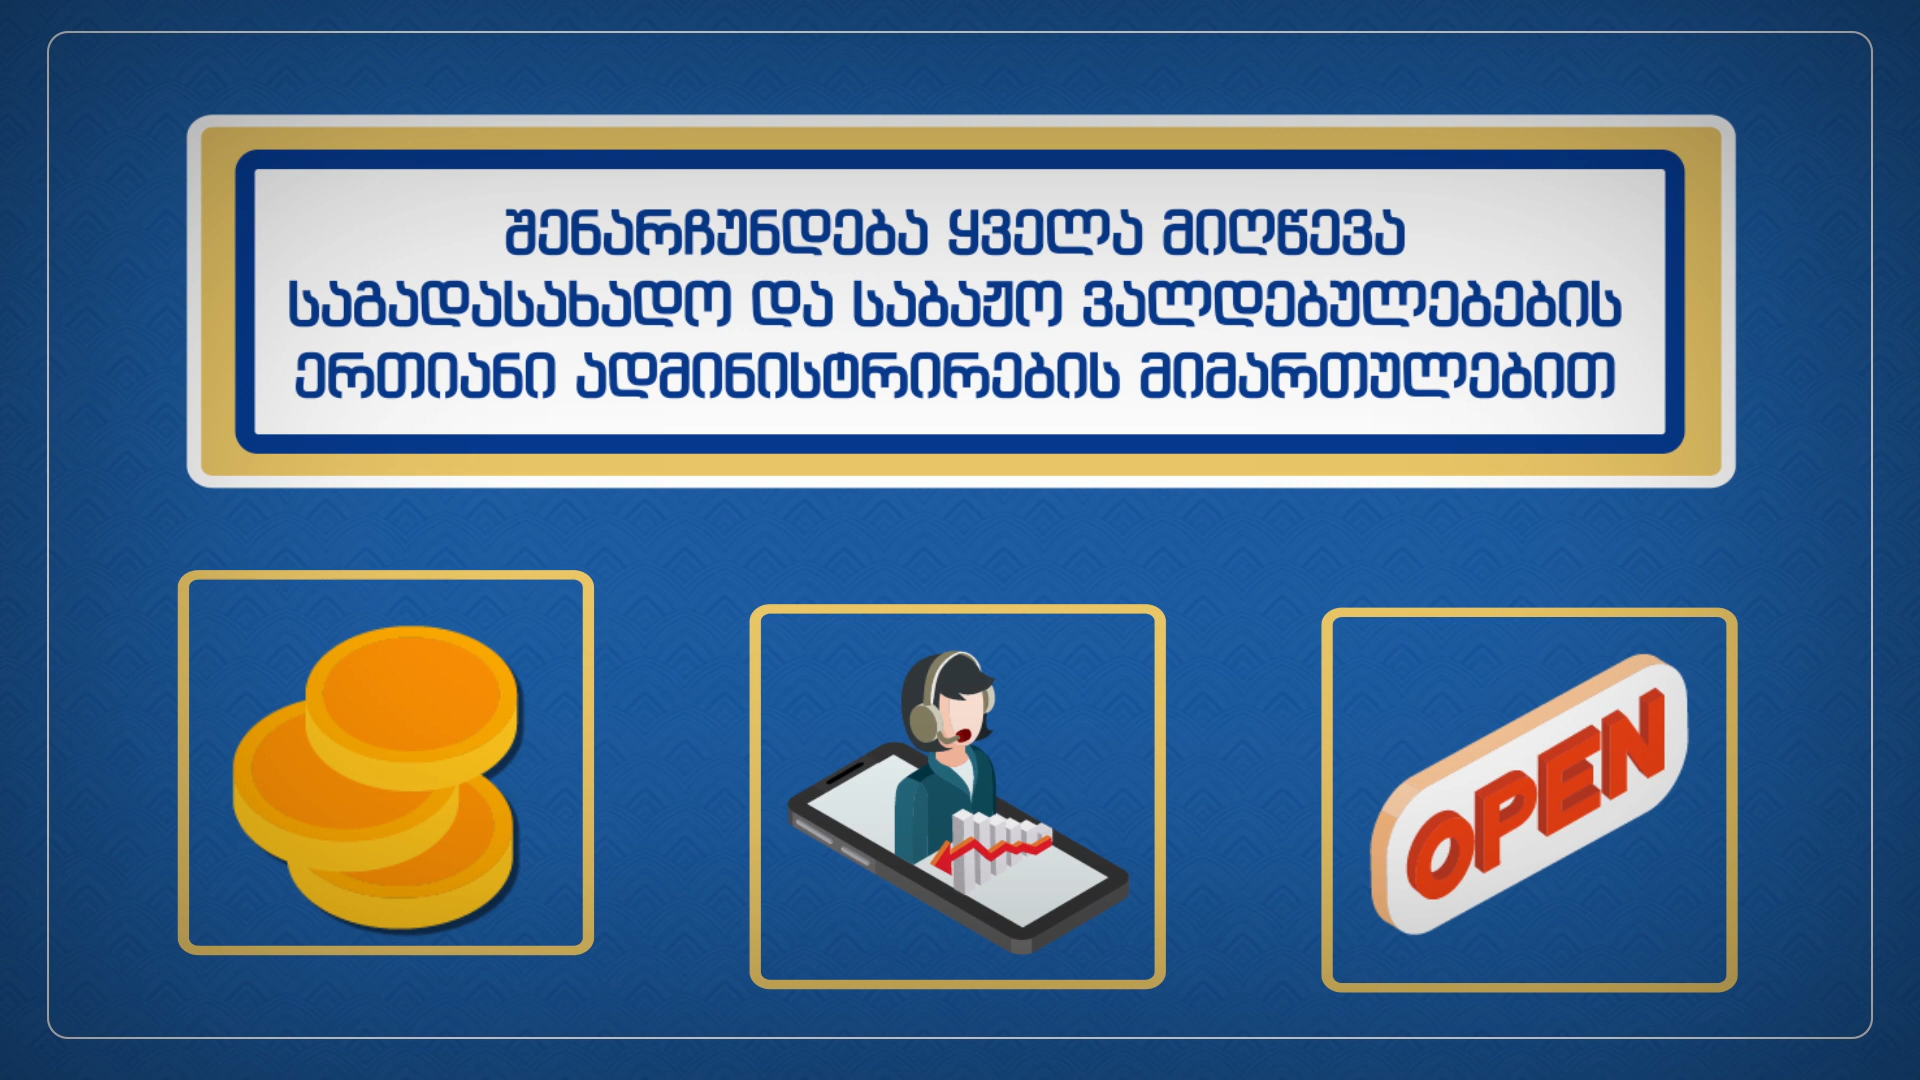 შენარჩუნდება ყველა მიღწევა
საგადასახადო და საბაჟო ვალდებულებების
ერთიანი ადმინისტრირების მიმართულებით
OPEN